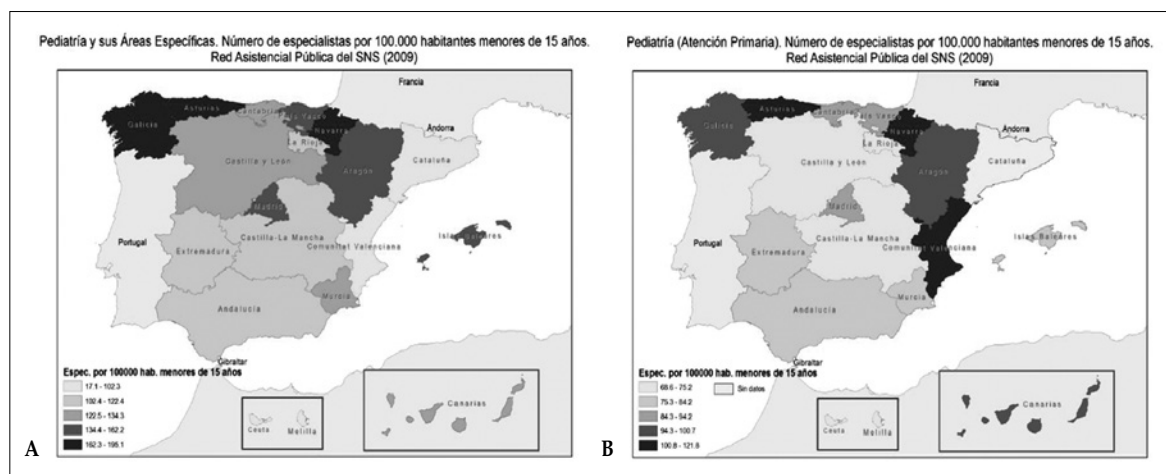 Pediatría y sus Áreas Específicas. Número de especialistas por 100.000 habitantes menores de 15 años.
Red Asistencial Pública del SNS (2009)
Francia
Asturias
Cantabria
País Vasco
Galicia
Navarra
Andorra
La Rioja
Cataluña
Castilla y León
Aragón
Madrid
Portugal
Castilla-La Mancha
Islas Baleares
Extremadura
Comunitat Valenciana
Murcia
Andalucía
Gibraltar
Espec. por 100000 hab. menores de 15 años
17.1 - 102.3
102.4 - 122.4
122.5 - 134.3
134.4 - 162.2
162.3 - 195.1
Ceuta
Melilla
Canarias
A
Pediatría (Atención Primaria). Número de especialistas por 100.000 habitantes menores de 15 años.
Red Asistencial Pública del SNS (2009)
Francia
Asturias
Cantabria
País Vasco
Galicia
Navarra
Andorra
La Rioja
Cataluña
Castilla y León
Aragón
Madrid
Portugal
Castilla-La Mancha
Islas Baleares
Extremadura
Comunitat Valenciana
Murcia
Andalucía
Gibraltar
Espec. por 100000 hab. menores de 15 años
68.6 - 75.2
Sin datos
75.3 - 84.2
84.3 - 94.2
94.3 - 100.7
100.8 - 121.8
Ceuta
Melilla
Canarias
B